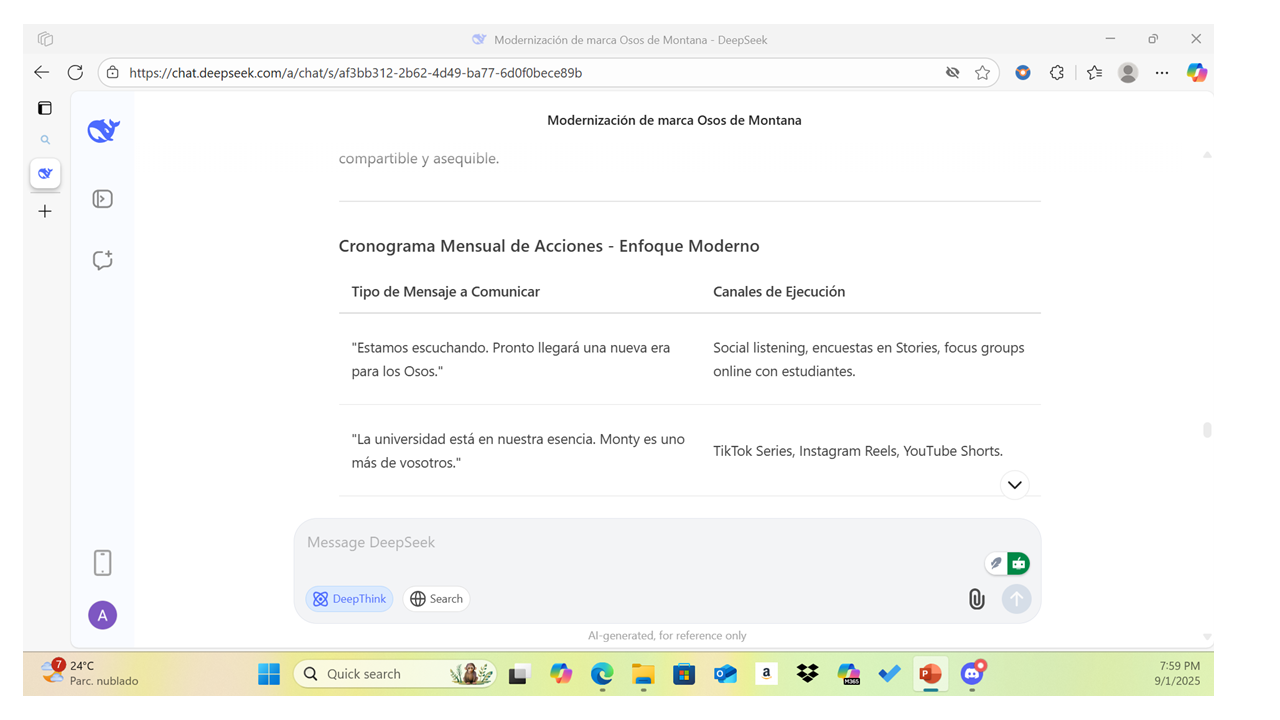 Modernización de marca Osos de Montana - DeepSeek
https://chat.deepseek.com/a/chat/s/af3bb312-2b62-4d49-ba77-6d0f0bece89b
Modernización de marca Osos de Montana
compartible y asequible.
Cronograma Mensual de Acciones - Enfoque Moderno
Tipo de Mensaje a Comunicar
Canales de Ejecución
"Estamos escuchando. Pronto llegará una nueva era
para los Osos."
Social listening, encuestas en Stories, focus groups
online con estudiantes.
"La universidad está en nuestra esencia. Monty es uno
más de vosotros."
TikTok Series, Instagram Reels, YouTube Shorts.
Message DeepSeek
DeepThink
Search
A
AI-generated, for reference only
7
24°C
Parc. nublado
Quick search
a
M365
P
7:59 PM
9/1/2025